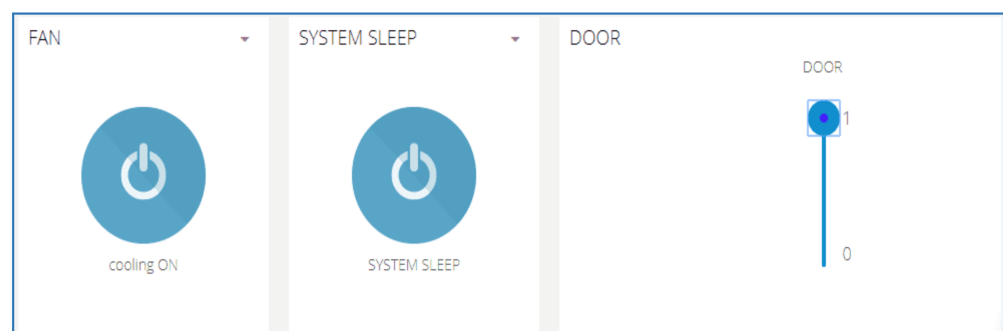 FAN
cooling ON
SYSTEM SLEEP
SYSTEM SLEEP
DOOR
DOOR
1
0